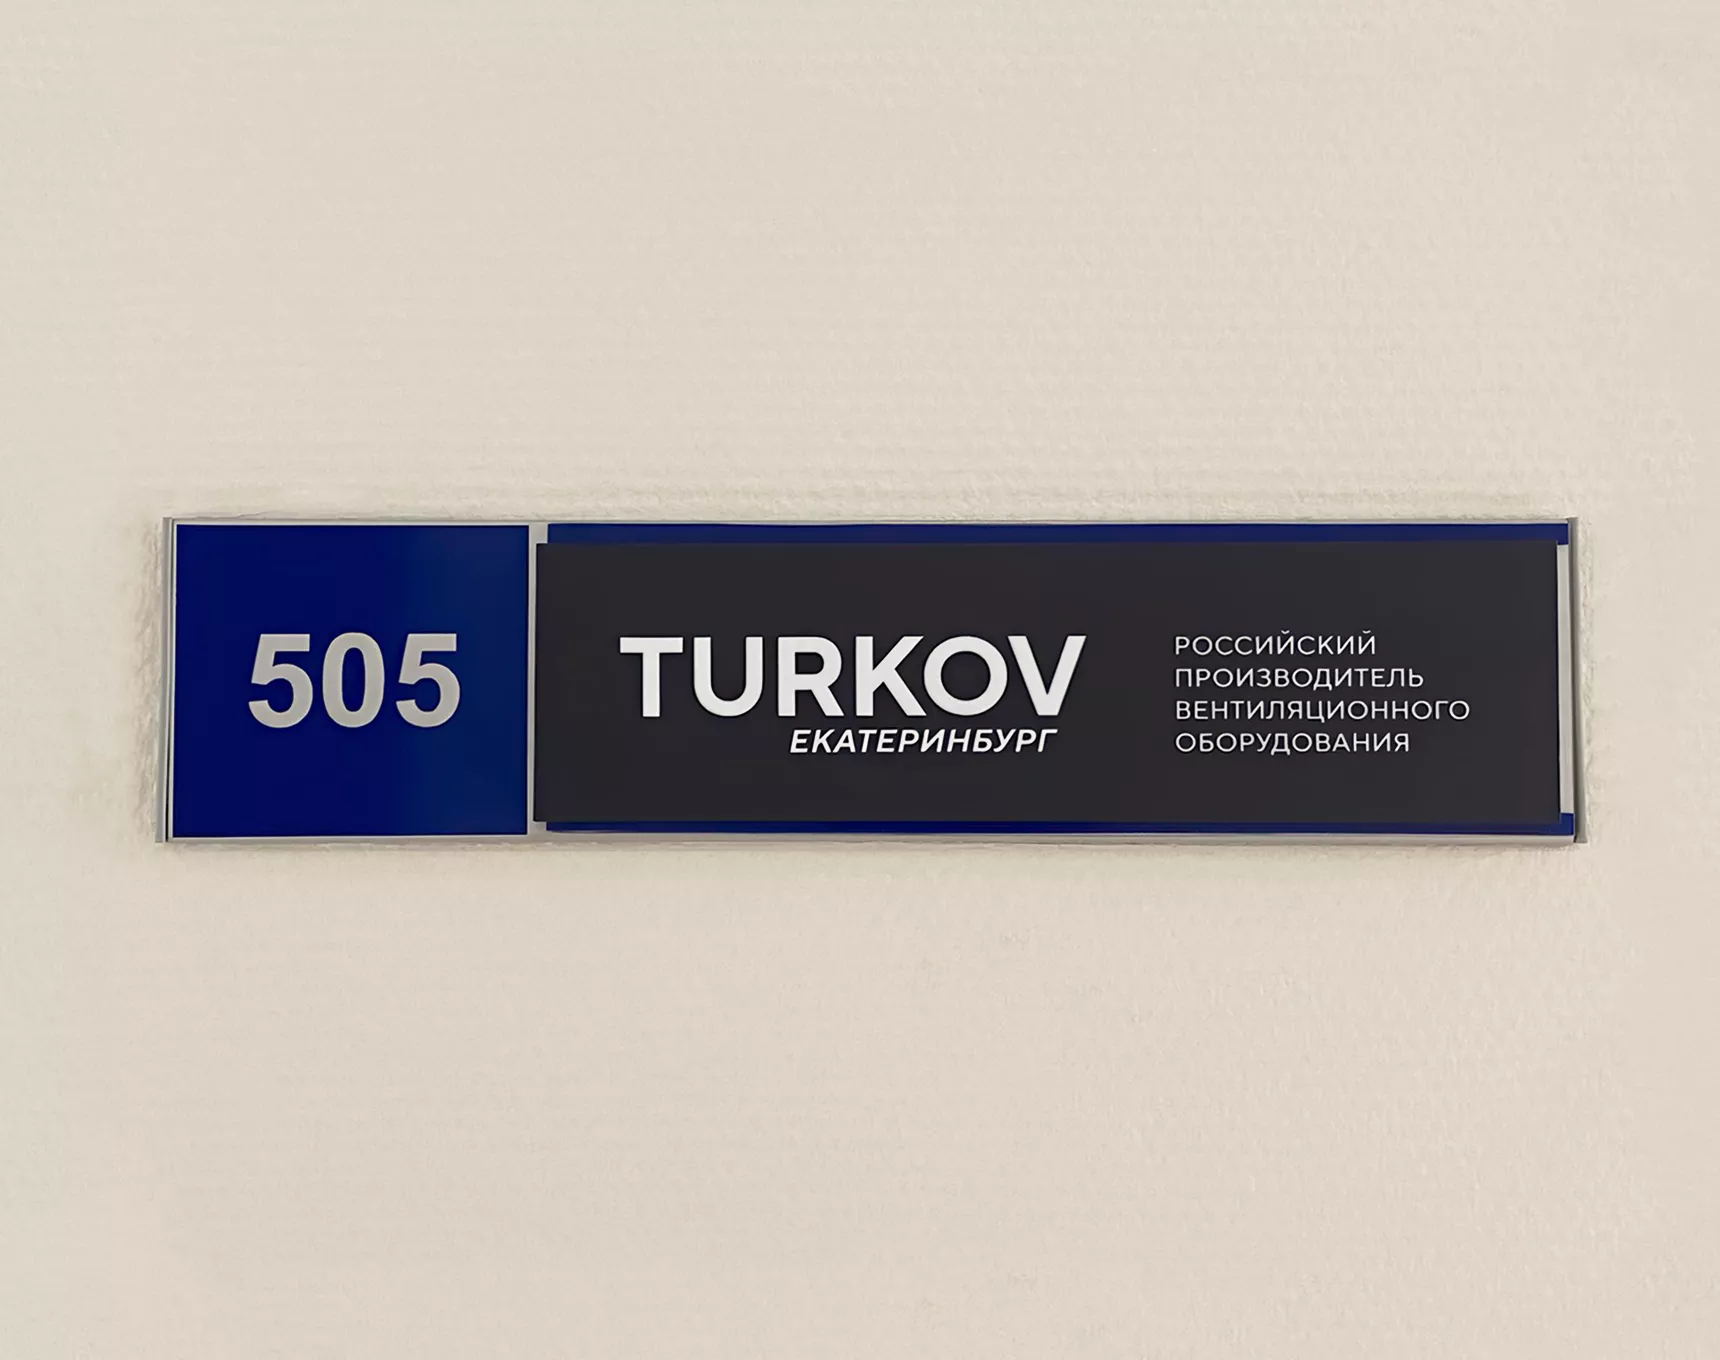 505
TURKOV
ЕКАТЕРИНБУРГ
РОССИЙСКИЙ
ПРОИЗВОДИТЕЛЬ
ВЕНТИЛЯЦИОННОГО
ОБОРУДОВАНИЯ